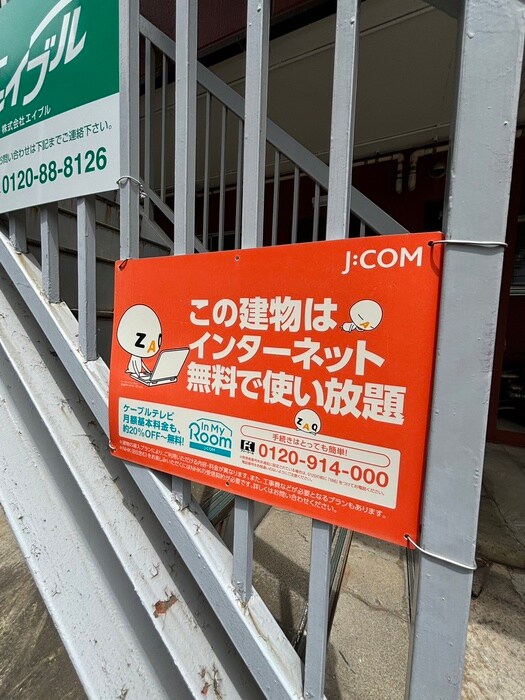 エイブル
株式会社エイブル
お問い合わせは下記までご連絡下さい。
0120-88-8126
J:COM
この建物は
インターネット
無料で使い放題
ZAQ
ZAQ
ケーブルテレビ
月額基本料金も、
約20%OFF～無料!
In My
Room
J:COM
手続きはとっても簡単!
0120-914-000